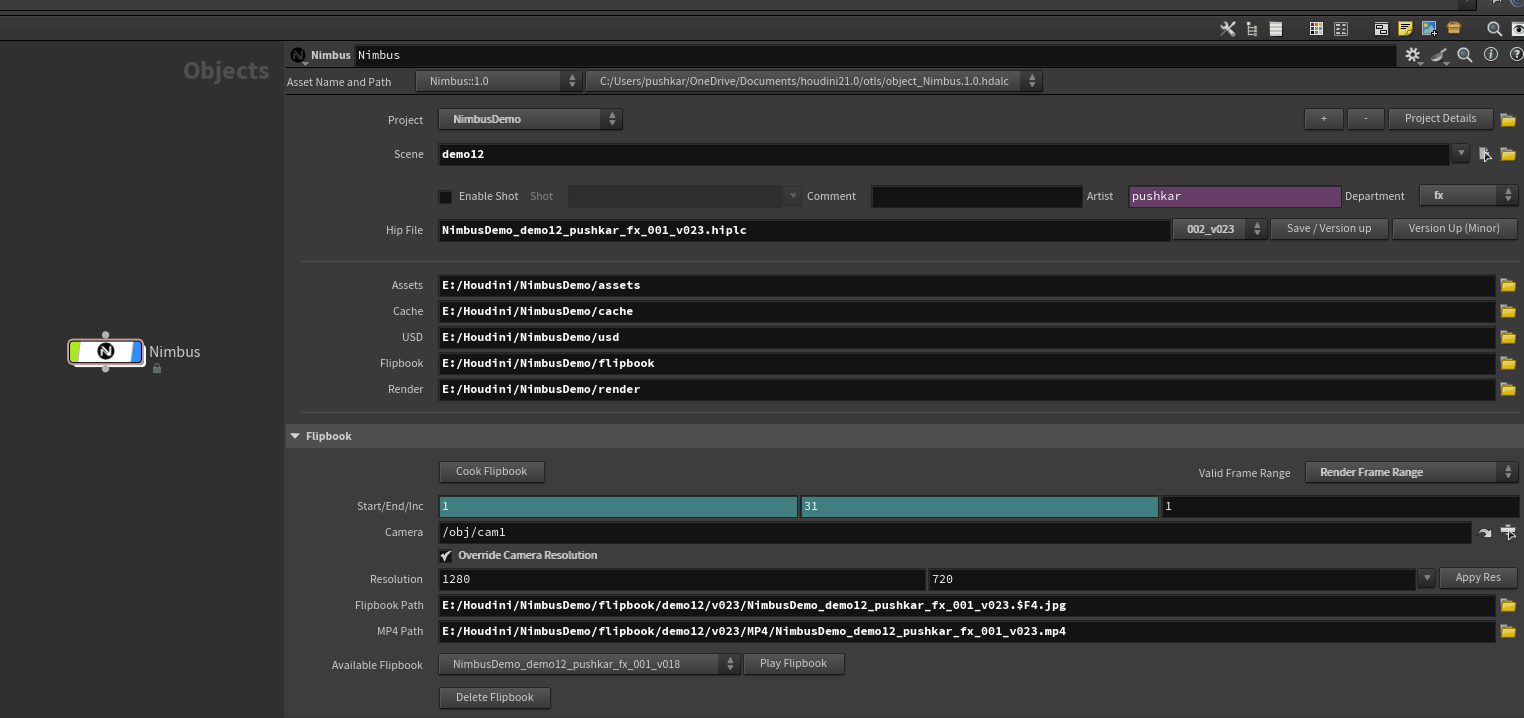 Objects
Nimbus Nimbus
Asset Name and Path Nimbus::1.0 C:/Users/pushkar/OneDrive/Documents/houdini21.0/otls/object_Nimbus.1.0.hdalc
Project NimbusDemo + - Project Details
Scene demo12
Enable Shot Shot Comment Artist pushkar Department fx
Hip File NimbusDemo_demo12_pushkar_fx_001_v023.hiplc 002_v023 Save / Version up Version Up (Minor)
Assets E:/Houdini/NimbusDemo/assets
Cache E:/Houdini/NimbusDemo/cache
USD E:/Houdini/NimbusDemo/usd
Nimbus
Flipbook E:/Houdini/NimbusDemo/flipbook
Render E:/Houdini/NimbusDemo/render
Flipbook
Cook Flipbook Valid Frame Range Render Frame Range
Start/End/Inc 1 31 1
Camera /obj/cam1
Override Camera Resolution
Resolution 1280 720 Appy Res
Flipbook Path E:/Houdini/NimbusDemo/flipbook/demo12/v023/NimbusDemo_demo12_pushkar_fx_001_v023.$F4.jpg
MP4 Path E:/Houdini/NimbusDemo/flipbook/demo12/v023/MP4/NimbusDemo_demo12_pushkar_fx_001_v023.mp4
Available Flipbook NimbusDemo_demo12_pushkar_fx_001_v018 Play Flipbook
Delete Flipbook